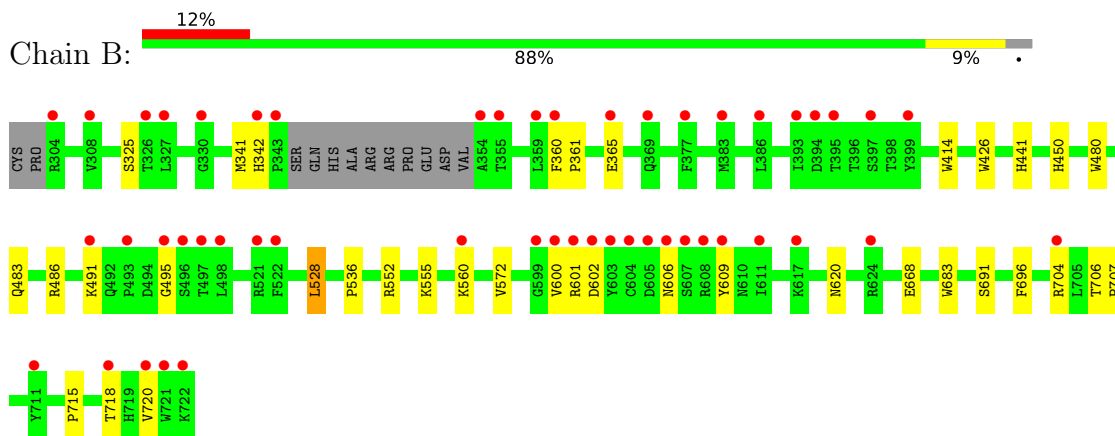 12%
Chain B:
88% 9% •
CYS PRO R304 V308 S325 T326 L327 G330 M341 H342 P343 SER GLN HIS ALA ARG ARG PRO GLU ASP VAL A354 T355 L359 F360 P361 E365 Q369 F377 M383 L386 I393 D394 T395 T396 S397 T398 Y399 W414 W426 H441 H450 W480
Q483 R486 K491 Q492 P493 D494 G495 S496 T497 L498 R521 F522 L528 P536 R552 K555 K560 V572 G599 V600 R601 D602 Y603 C604 D605 N606 S607 R608 Y609 N610 I611 K617 N620 R624 E668 W683 S691 F696 R704 L705 T706 P707
Y711 P715 T718 H719 V720 W721 K722